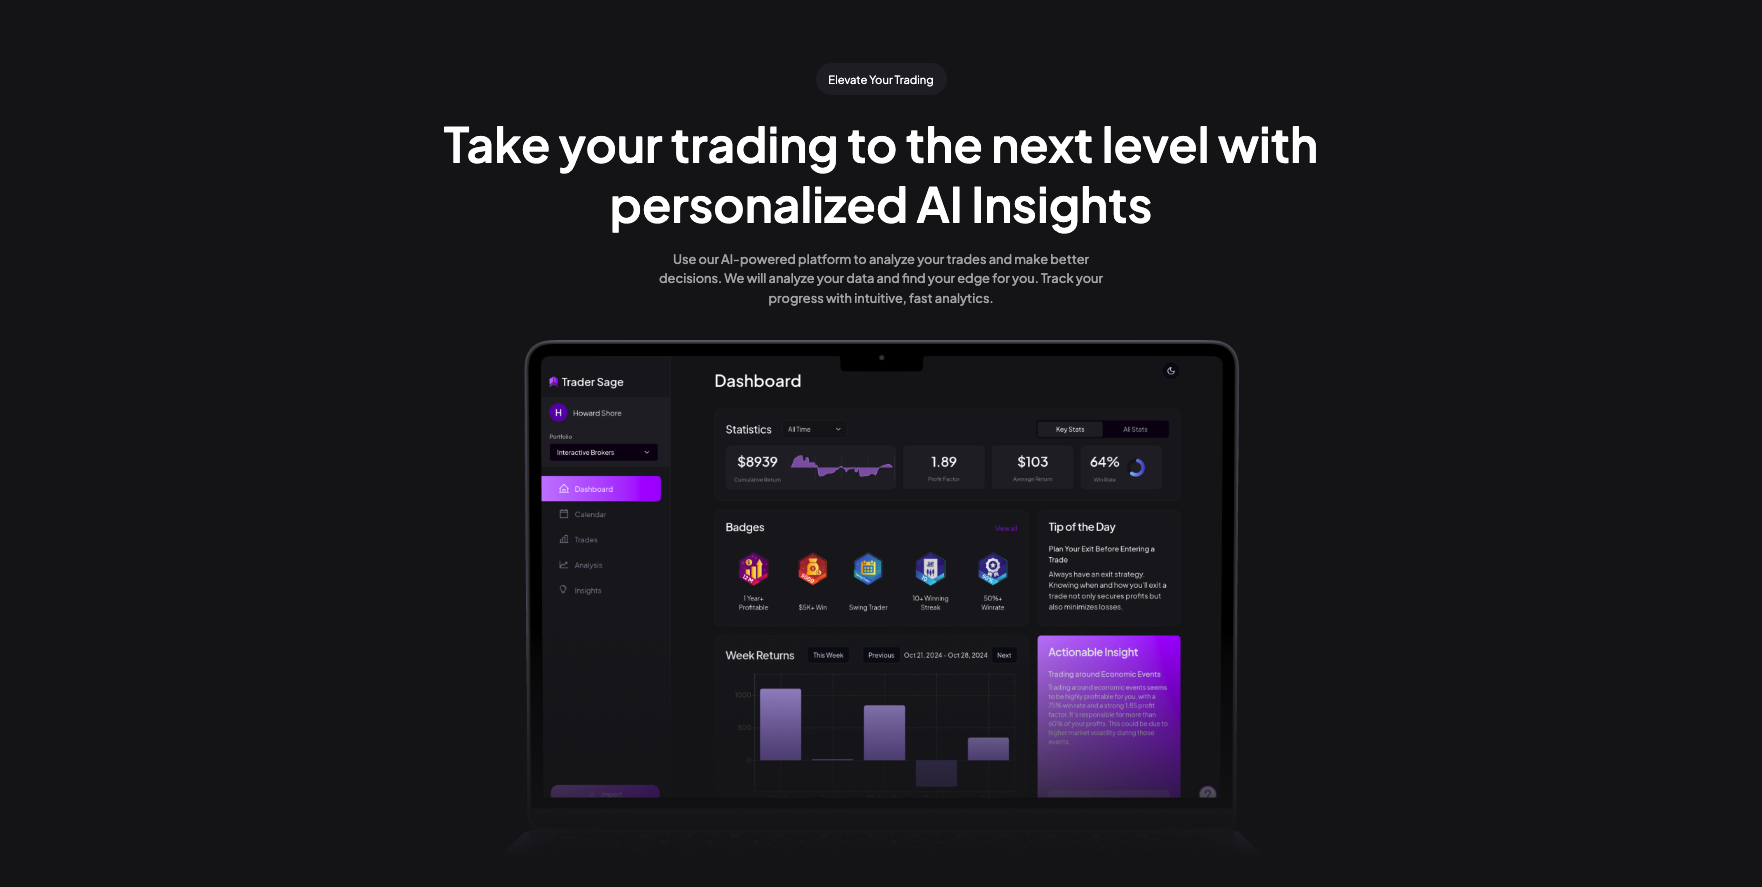 Elevate Your Trading
Take your trading to the next level with
personalized AI Insights
Use our AI-powered platform to analyze your trades and make better
decisions. We will analyze your data and find your edge for you. Track your
progress with intuitive, fast analytics.
Trader Sage
H
Howard Shore
Portfolio
Interactive Brokers
Dashboard
Calendar
Trades
Analysis
Insights
Import
Dashboard
Statistics
All Time
Key Stats
All Stats
$8939
Cumulative Return
1.89
Profit Factor
$103
Average Return
64%
Win Rate
Badges
View all
1 Year+
Profitable
$5K+ Win
Swing Trader
10+ Winning
Streak
50%+
Winrate
Tip of the Day
Plan Your Exit Before Entering a
Trade
Always have an exit strategy.
Knowing when and how you'll exit a
trade not only secures profits but
also minimizes losses.
Week Returns
This Week
Previous
Oct 21, 2024 - Oct 28, 2024
Next
1000
500
0
Actionable Insight
Trading around Economic Events
Trading around economic events seems
to be highly profitable for you, with a
75% win rate and a strong 1.85 profit
factor. It's responsible for more than
60% of your profits. This could be due to
higher market volatility during those
events.
?